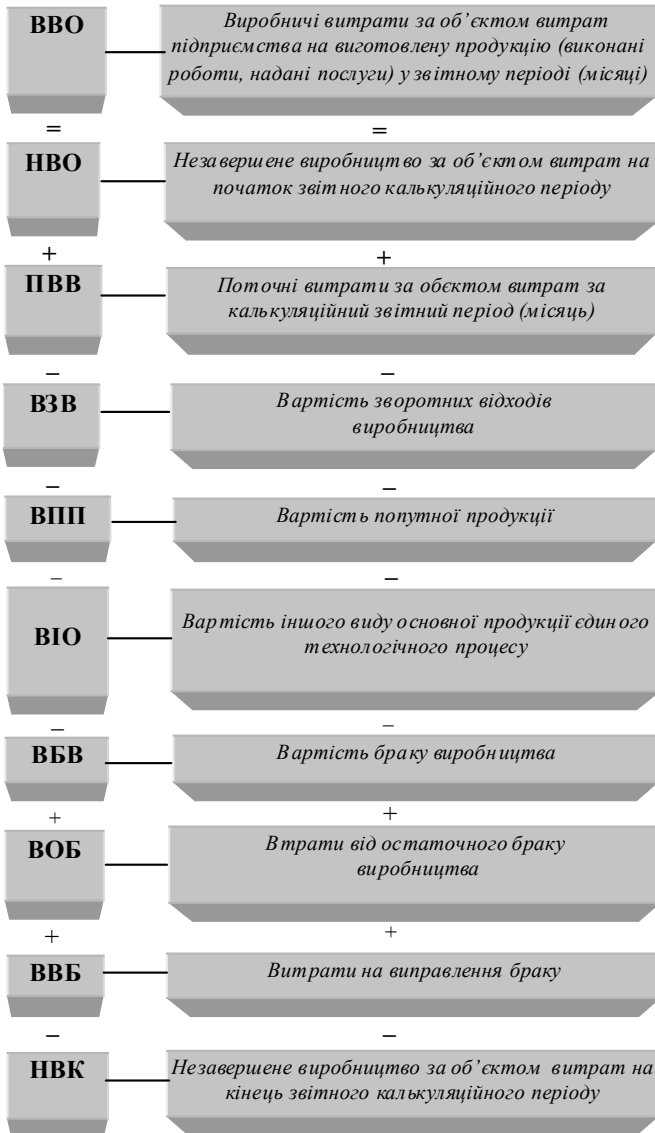 ВВО
Виробничі витрати за об’єктом витрат
підприємства на виготовлену продукцію (виконані
роботи, надані послуги) у звітному періоді (місяці)
= =
НВО
Незавершене виробництво за об’єктом витрат на
початок звітного калькуляційного періоду
+ +
ПВВ
Поточні витрати за обєктом витрат за
калькуляційний звітний період (місяць)
– –
ВЗВ
Вартість зворотних відходів
виробництва
– –
ВПП
Вартість попутної продукції
– –
ВІО
Вартість іншого виду основної продукції єдиного
технологічного процесу
– –
ВБВ
Вартість браку виробництва
+ +
ВОБ
Втрати від остаточного браку
виробництва
+ +
ВВБ
Витрати на виправлення браку
– –
НВК
Незавершене виробництво за об’єктом витрат на
кінець звітного калькуляційного періоду